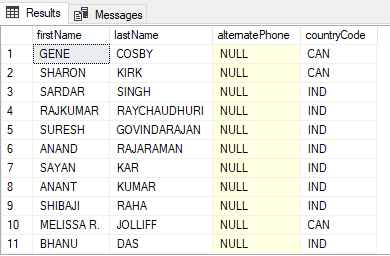 Results Messages
firstName lastName alternatePhone countryCode
1 GENE COSBY NULL CAN
2 SHARON KIRK NULL CAN
3 SARDAR SINGH NULL IND
4 RAJKUMAR RAYCHAUDHURI NULL IND
5 SURESH GOVINDARAJAN NULL IND
6 ANAND RAJARAMAN NULL IND
7 SAYAN KAR NULL IND
8 ANANT KUMAR NULL IND
9 SHIBAJI RAHA NULL IND
10 MELISSA R. JOLLIFF NULL CAN
11 BHANU DAS NULL IND